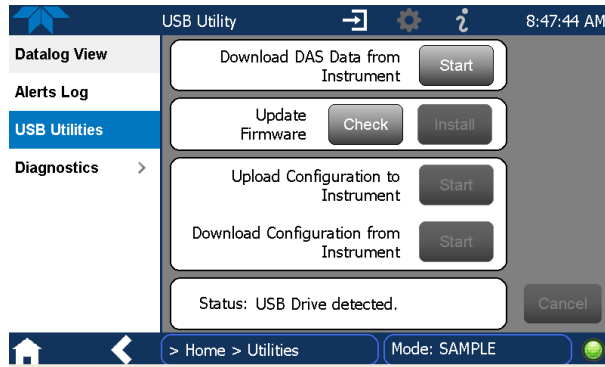 USB Utility
8:47:44 AM
Datalog View
Alerts Log
USB Utilities
Diagnostics >
Download DAS Data from
Instrument
Start
Update
Firmware
Check
Install
Upload Configuration to
Instrument
Start
Download Configuration from
Instrument
Start
Status: USB Drive detected.
Cancel
> Home > Utilities
Mode: SAMPLE